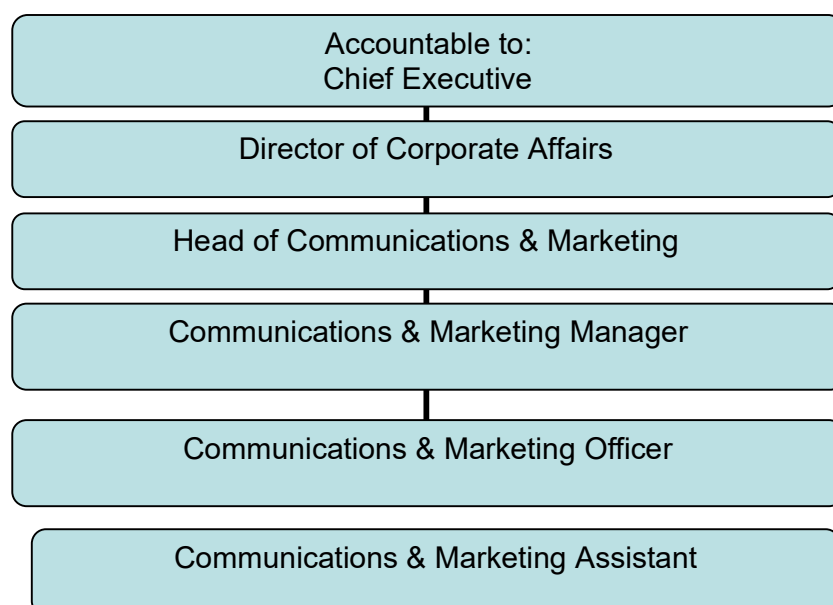 Accountable to:
Chief Executive
Director of Corporate Affairs
Head of Communications & Marketing
Communications & Marketing Manager
Communications & Marketing Officer
Communications & Marketing Assistant